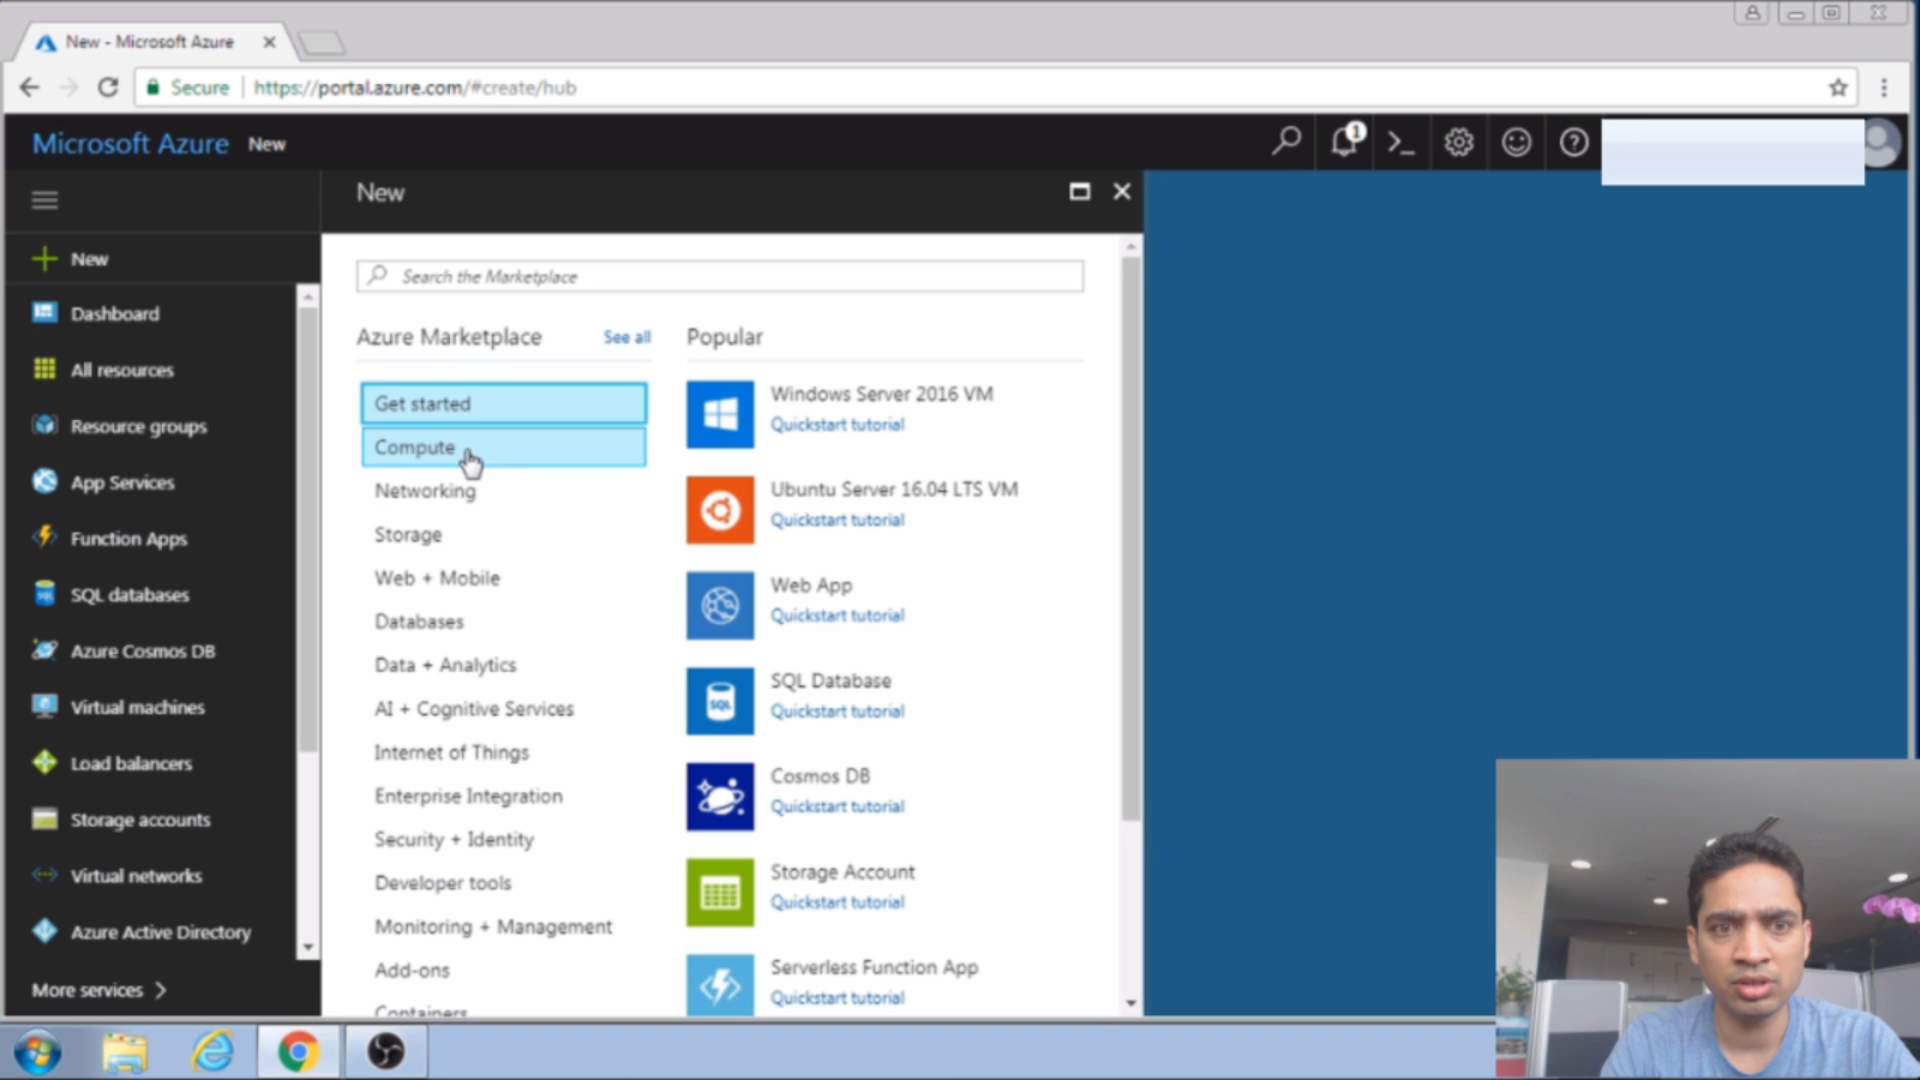 New - Microsoft Azure
Secure
https://portal.azure.com/#create/hub
Microsoft Azure
New
1
New
New
Dashboard
All resources
Resource groups
App Services
Function Apps
SQL databases
Azure Cosmos DB
Virtual machines
Load balancers
Storage accounts
Virtual networks
Azure Active Directory
More services
Search the Marketplace
Azure Marketplace
See all
Get started
Compute
Networking
Storage
Web + Mobile
Databases
Data + Analytics
AI + Cognitive Services
Internet of Things
Enterprise Integration
Security + Identity
Developer tools
Monitoring + Management
Add-ons
Containers
Popular
Windows Server 2016 VM
Quickstart tutorial
Ubuntu Server 16.04 LTS VM
Quickstart tutorial
Web App
Quickstart tutorial
SQL
SQL Database
Quickstart tutorial
Cosmos DB
Quickstart tutorial
Storage Account
Quickstart tutorial
Serverless Function App
Quickstart tutorial